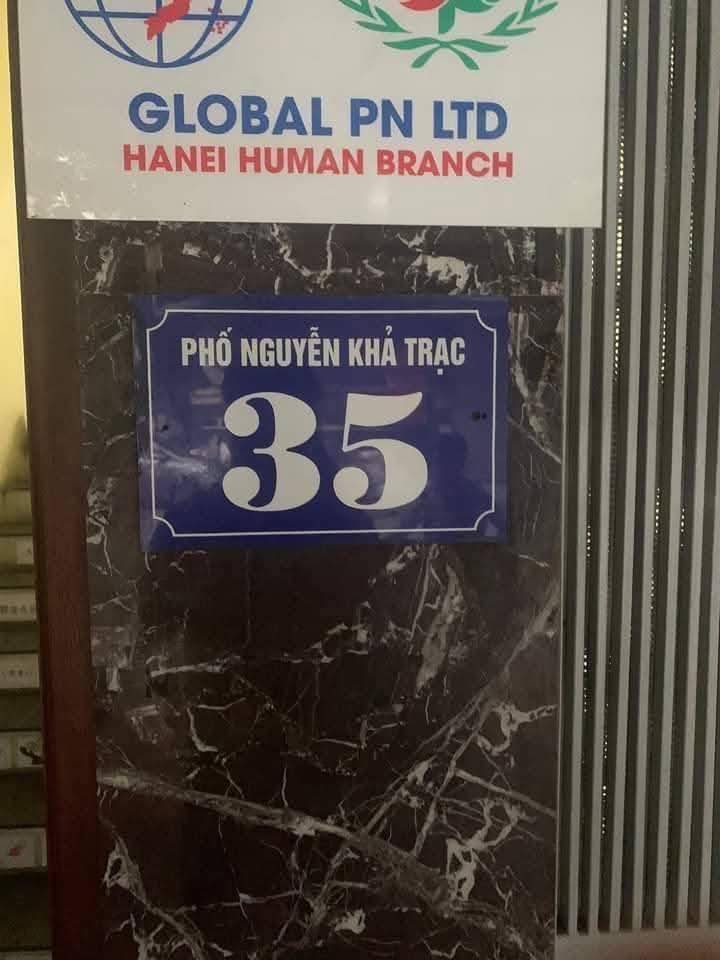 GLOBAL PN LTD
HANEI HUMAN BRANCH
PHỐ NGUYỄN KHẢ TRẠC
35